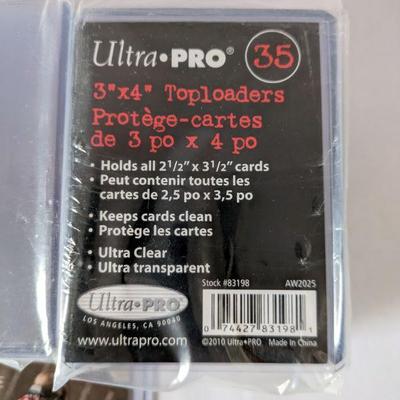 Ultra•PRO® 35
3"x4" Toploaders
Protège-cartes
de 3 po x 4 po
• Holds all 2 1/2" x 3 1/2" cards
• Peut contenir toutes les
cartes de 2,5 po x 3,5 po
• Keeps cards clean
• Protège les cartes
• Ultra Clear
• Ultra transparent
Stock #83198 AW2025
Ultra•PRO®
LOS ANGELES, CA 90040
www.ultrapro.com
0 74427 83198 1
©2010 Ultra•PRO Made in China